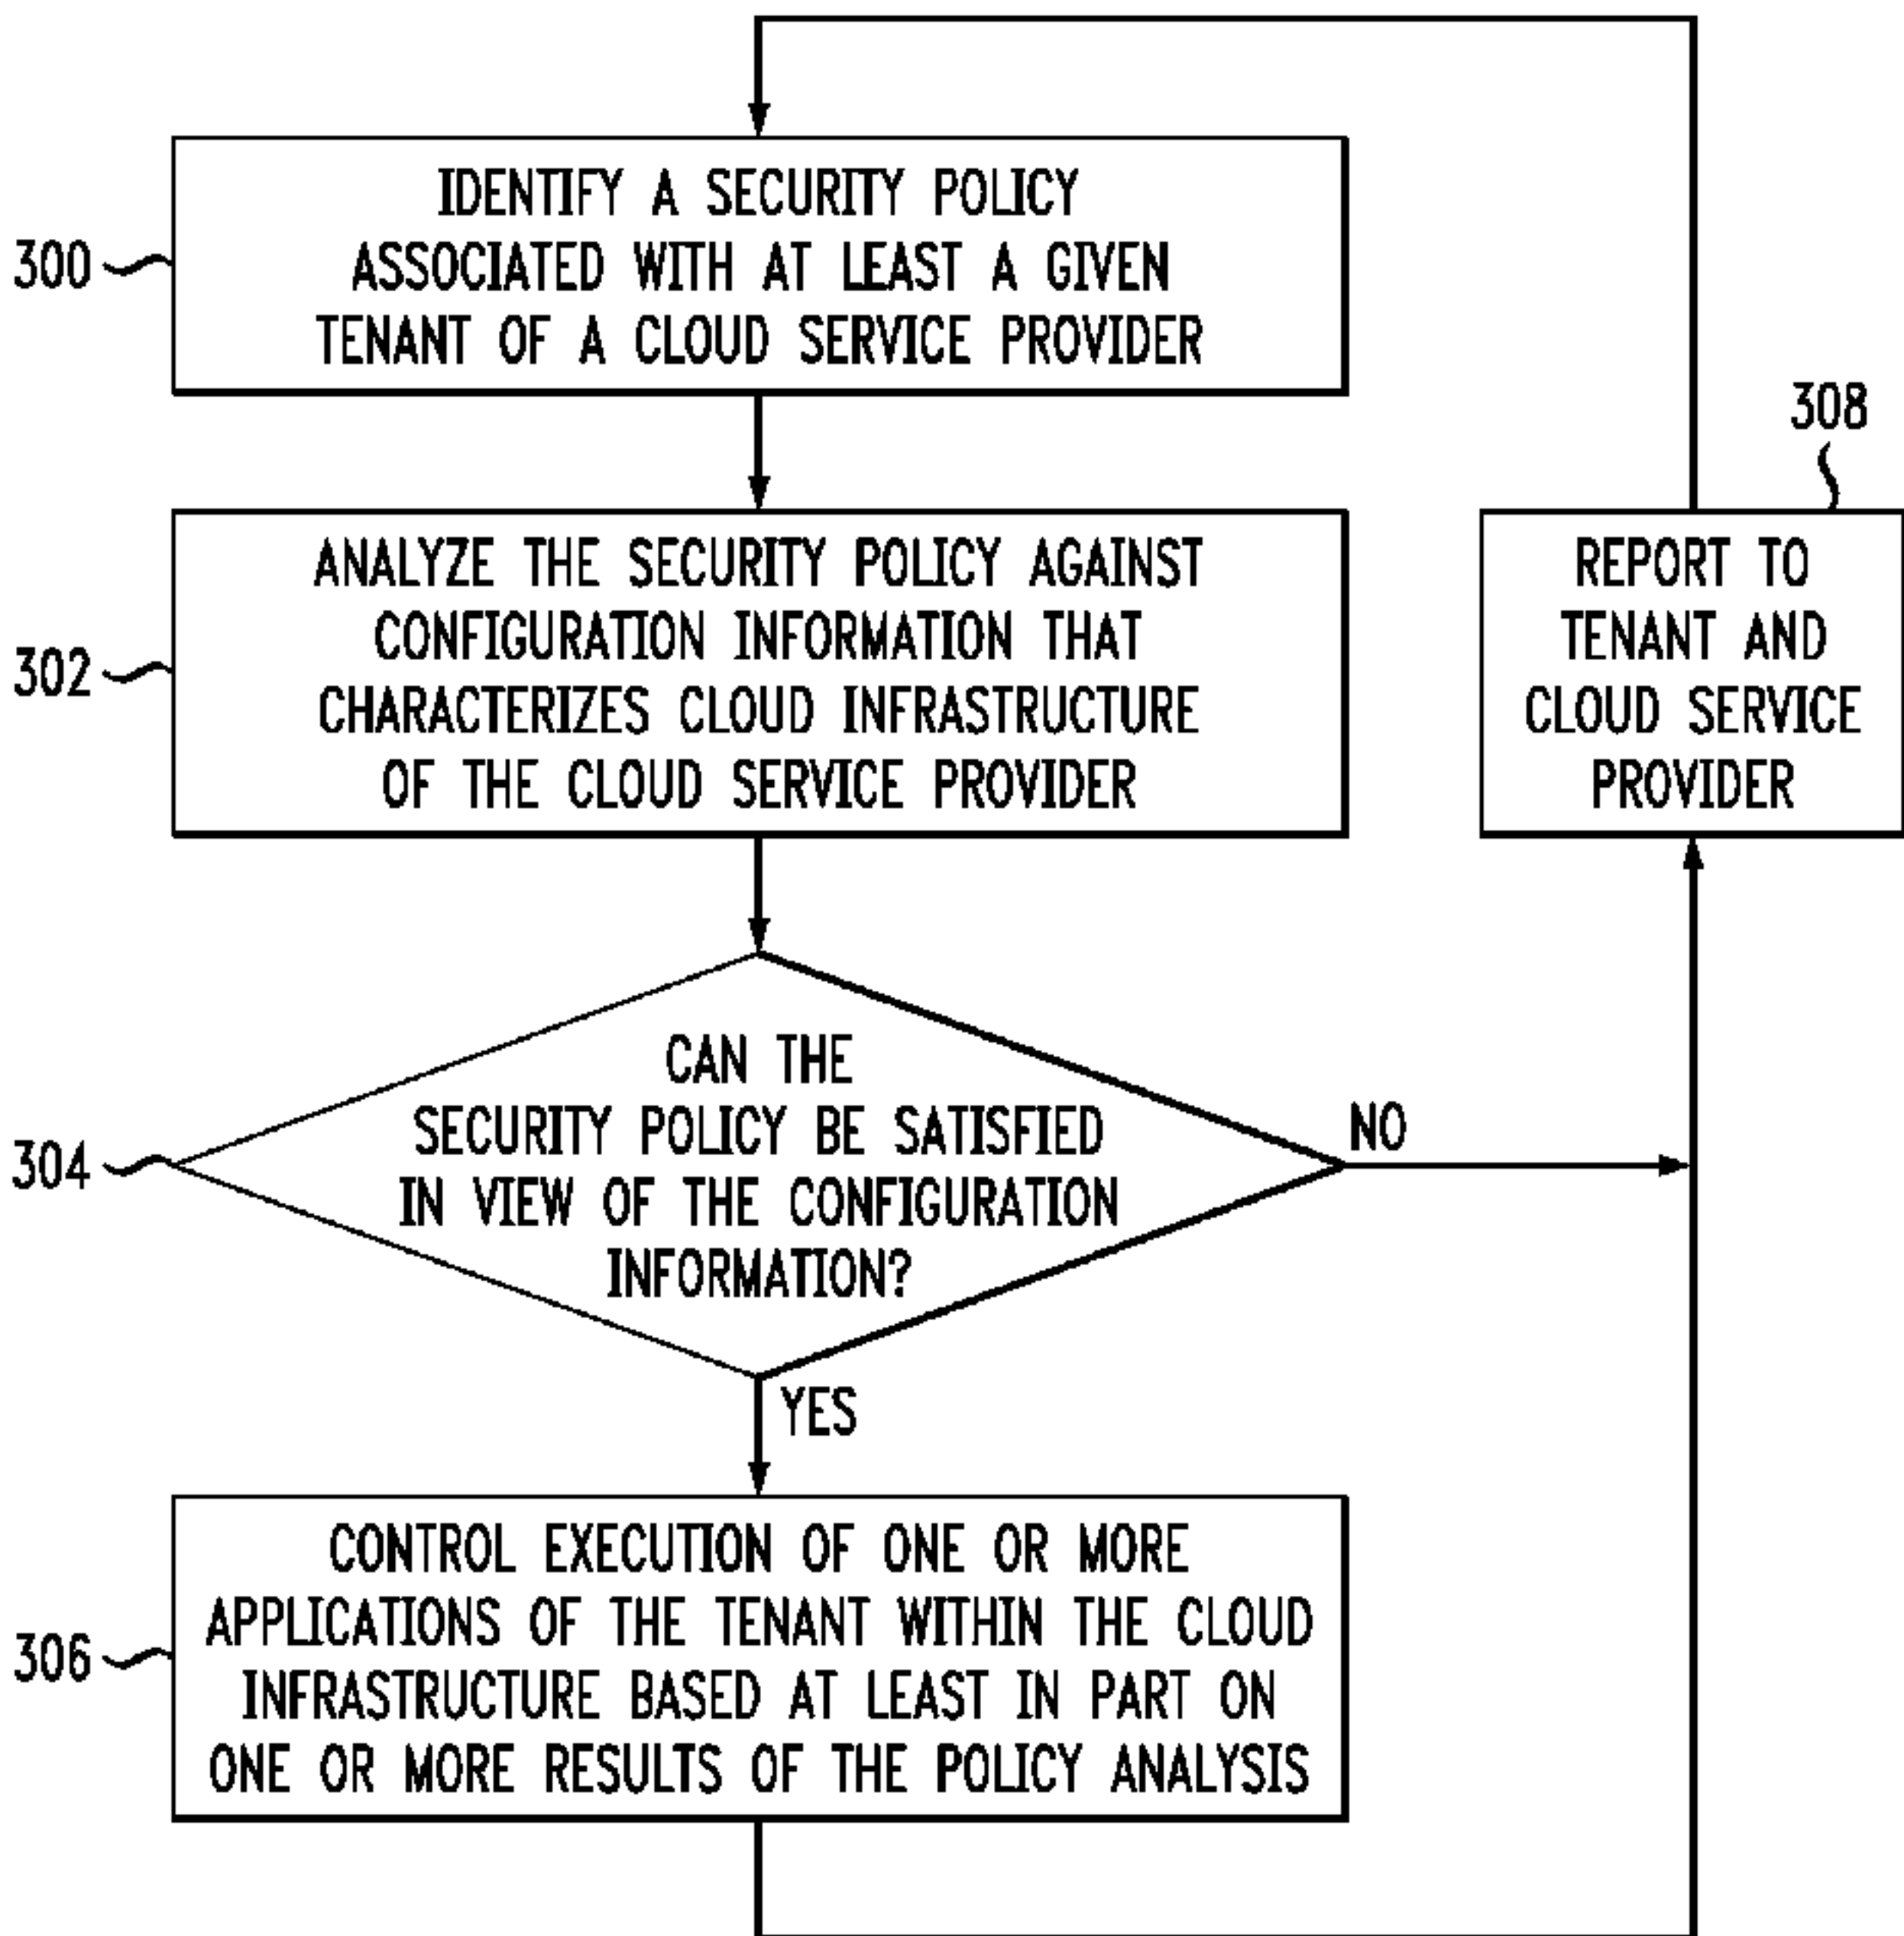 300
IDENTIFY A SECURITY POLICY
ASSOCIATED WITH AT LEAST A GIVEN
TENANT OF A CLOUD SERVICE PROVIDER
302
ANALYZE THE SECURITY POLICY AGAINST
CONFIGURATION INFORMATION THAT
CHARACTERIZES CLOUD INFRASTRUCTURE
OF THE CLOUD SERVICE PROVIDER
304
CAN THE
SECURITY POLICY BE SATISFIED
IN VIEW OF THE CONFIGURATION
INFORMATION?
NO
YES
306
CONTROL EXECUTION OF ONE OR MORE
APPLICATIONS OF THE TENANT WITHIN THE CLOUD
INFRASTRUCTURE BASED AT LEAST IN PART ON
ONE OR MORE RESULTS OF THE POLICY ANALYSIS
308
REPORT TO
TENANT AND
CLOUD SERVICE
PROVIDER